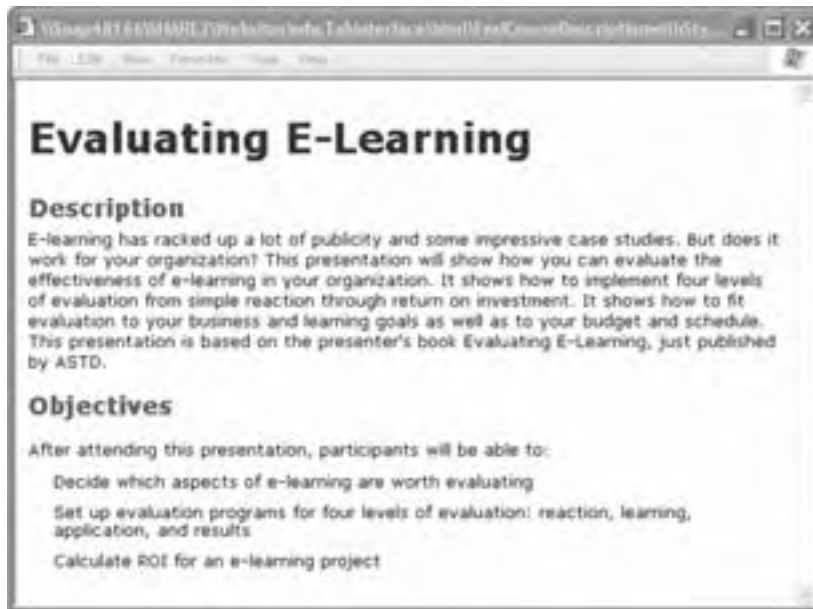 File Edit View Favorites Tools Help
Evaluating E-Learning
Description
E-learning has racked up a lot of publicity and some impressive case studies. But does it
work for your organization? This presentation will show how you can evaluate the
effectiveness of e-learning in your organization. It shows how to implement four levels
of evaluation from simple reaction through return on investment. It shows how to fit
evaluation to your business and learning goals as well as to your budget and schedule.
This presentation is based on the presenter's book Evaluating E-Learning, just published
by ASTD.
Objectives
After attending this presentation, participants will be able to:
Decide which aspects of e-learning are worth evaluating
Set up evaluation programs for four levels of evaluation: reaction, learning,
application, and results
Calculate ROI for an e-learning project